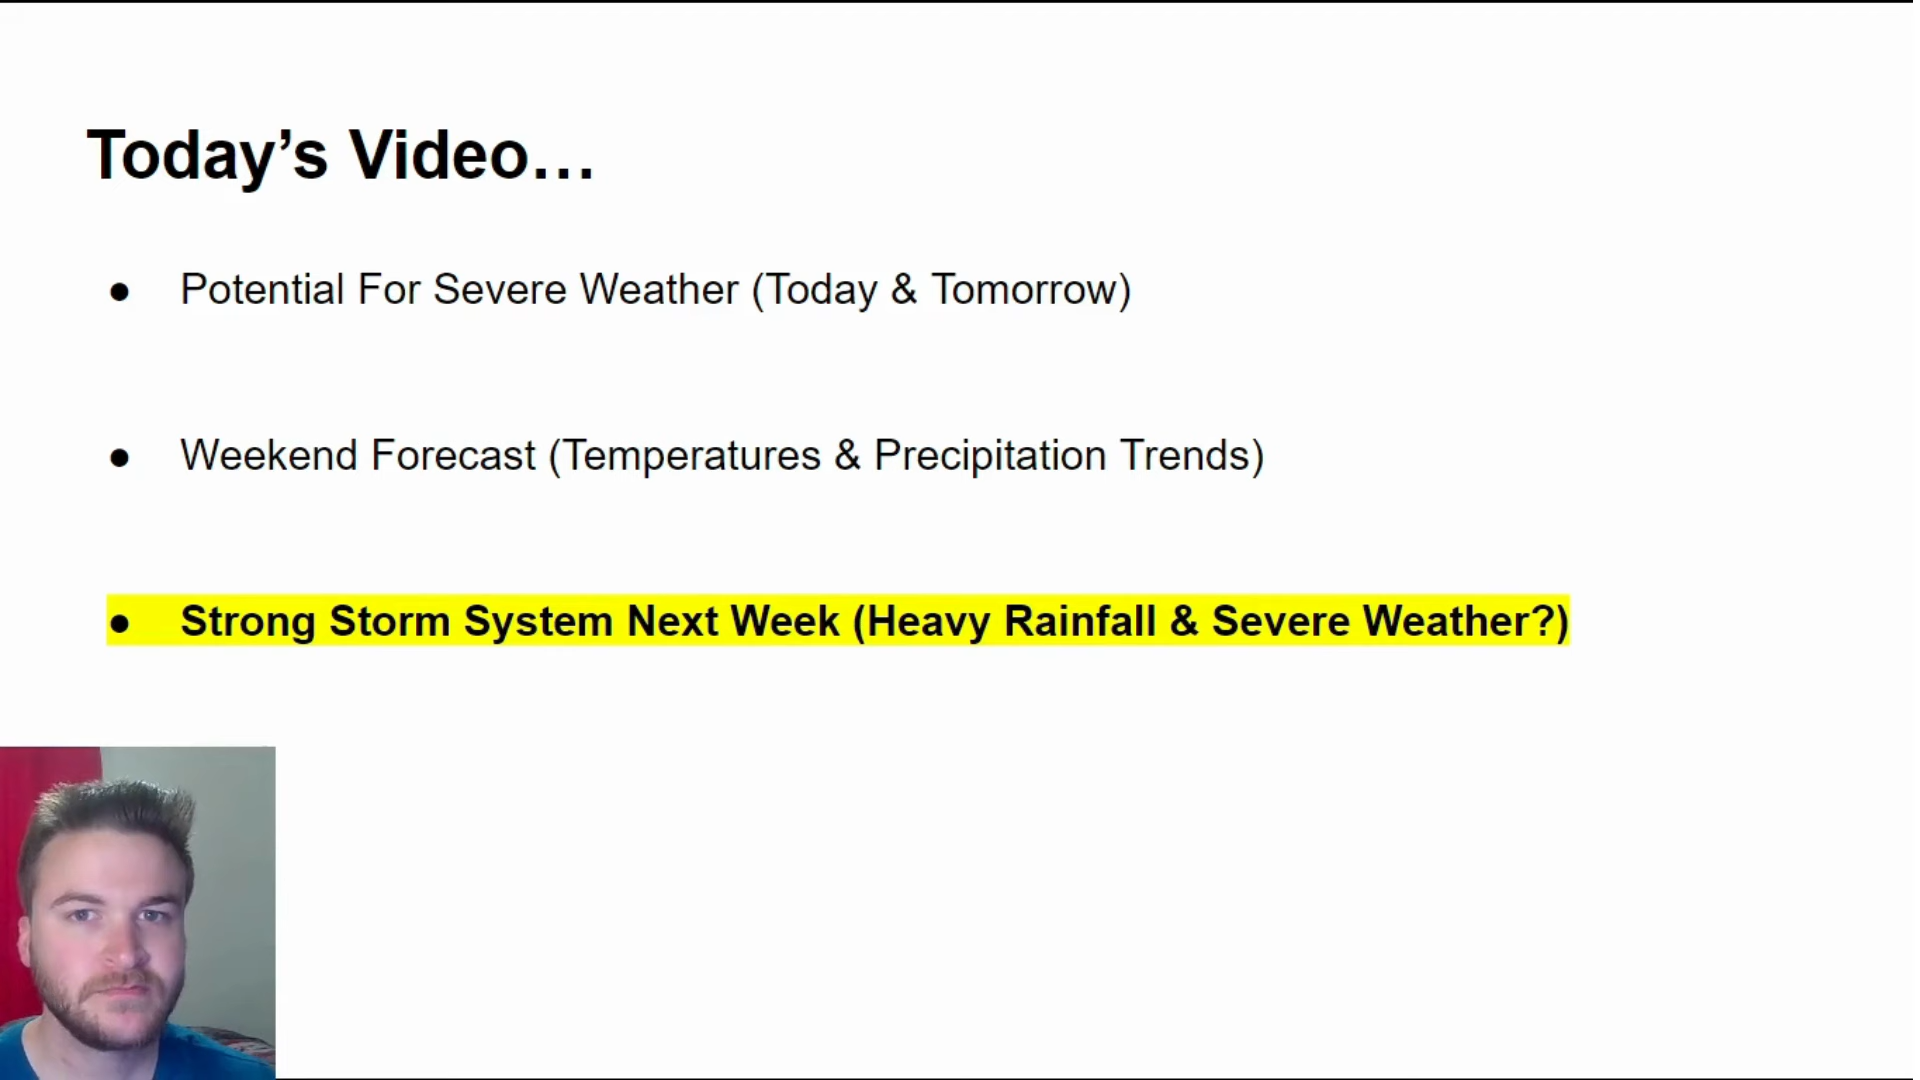 Today’s Video…
● Potential For Severe Weather (Today & Tomorrow)
● Weekend Forecast (Temperatures & Precipitation Trends)
● Strong Storm System Next Week (Heavy Rainfall & Severe Weather?)